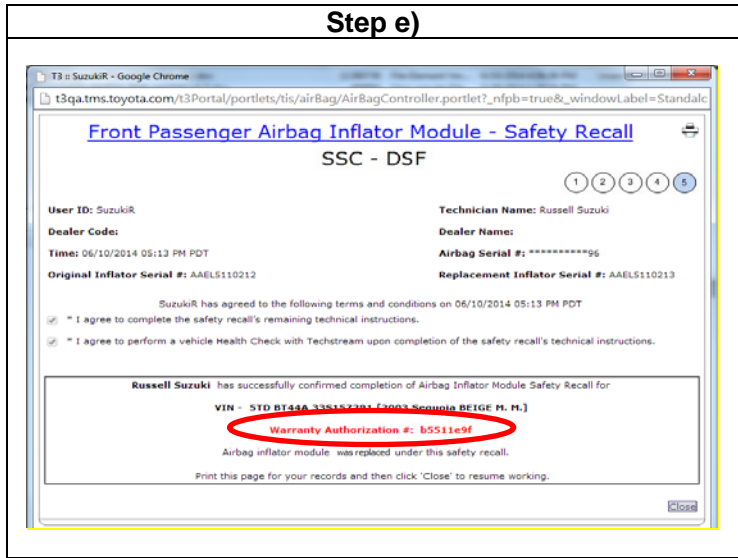 Step e)
T3 :: SuzukiR - Google Chrome
t3qa.tms.toyota.com/t3Portal/portlets/tis/airBag/AirBagController.portlet?_nfpb=true&_windowLabel=Standalc
Front Passenger Airbag Inflator Module - Safety Recall
SSC - DSF
1 2 3 4 5
User ID: SuzukiR Technician Name: Russell Suzuki
Dealer Code: Dealer Name:
Time: 06/10/2014 05:13 PM PDT Airbag Serial #: **********96
Original Inflator Serial #: AAELS110212 Replacement Inflator Serial #: AAELS110213
SuzukiR has agreed to the following terms and conditions on 06/10/2014 05:13 PM PDT
* I agree to complete the safety recall's remaining technical instructions.
* I agree to perform a vehicle Health Check with Techstream upon completion of the safety recall's technical instructions.
Russell Suzuki has successfully confirmed completion of Airbag Inflator Module Safety Recall for
VIN - 5TD BT44A [2003 Sequoia BEIGE M. M.]
Warranty Authorization #: b5511e9f
Airbag inflator module was replaced under this safety recall.
Print this page for your records and then click 'Close' to resume working.
Close